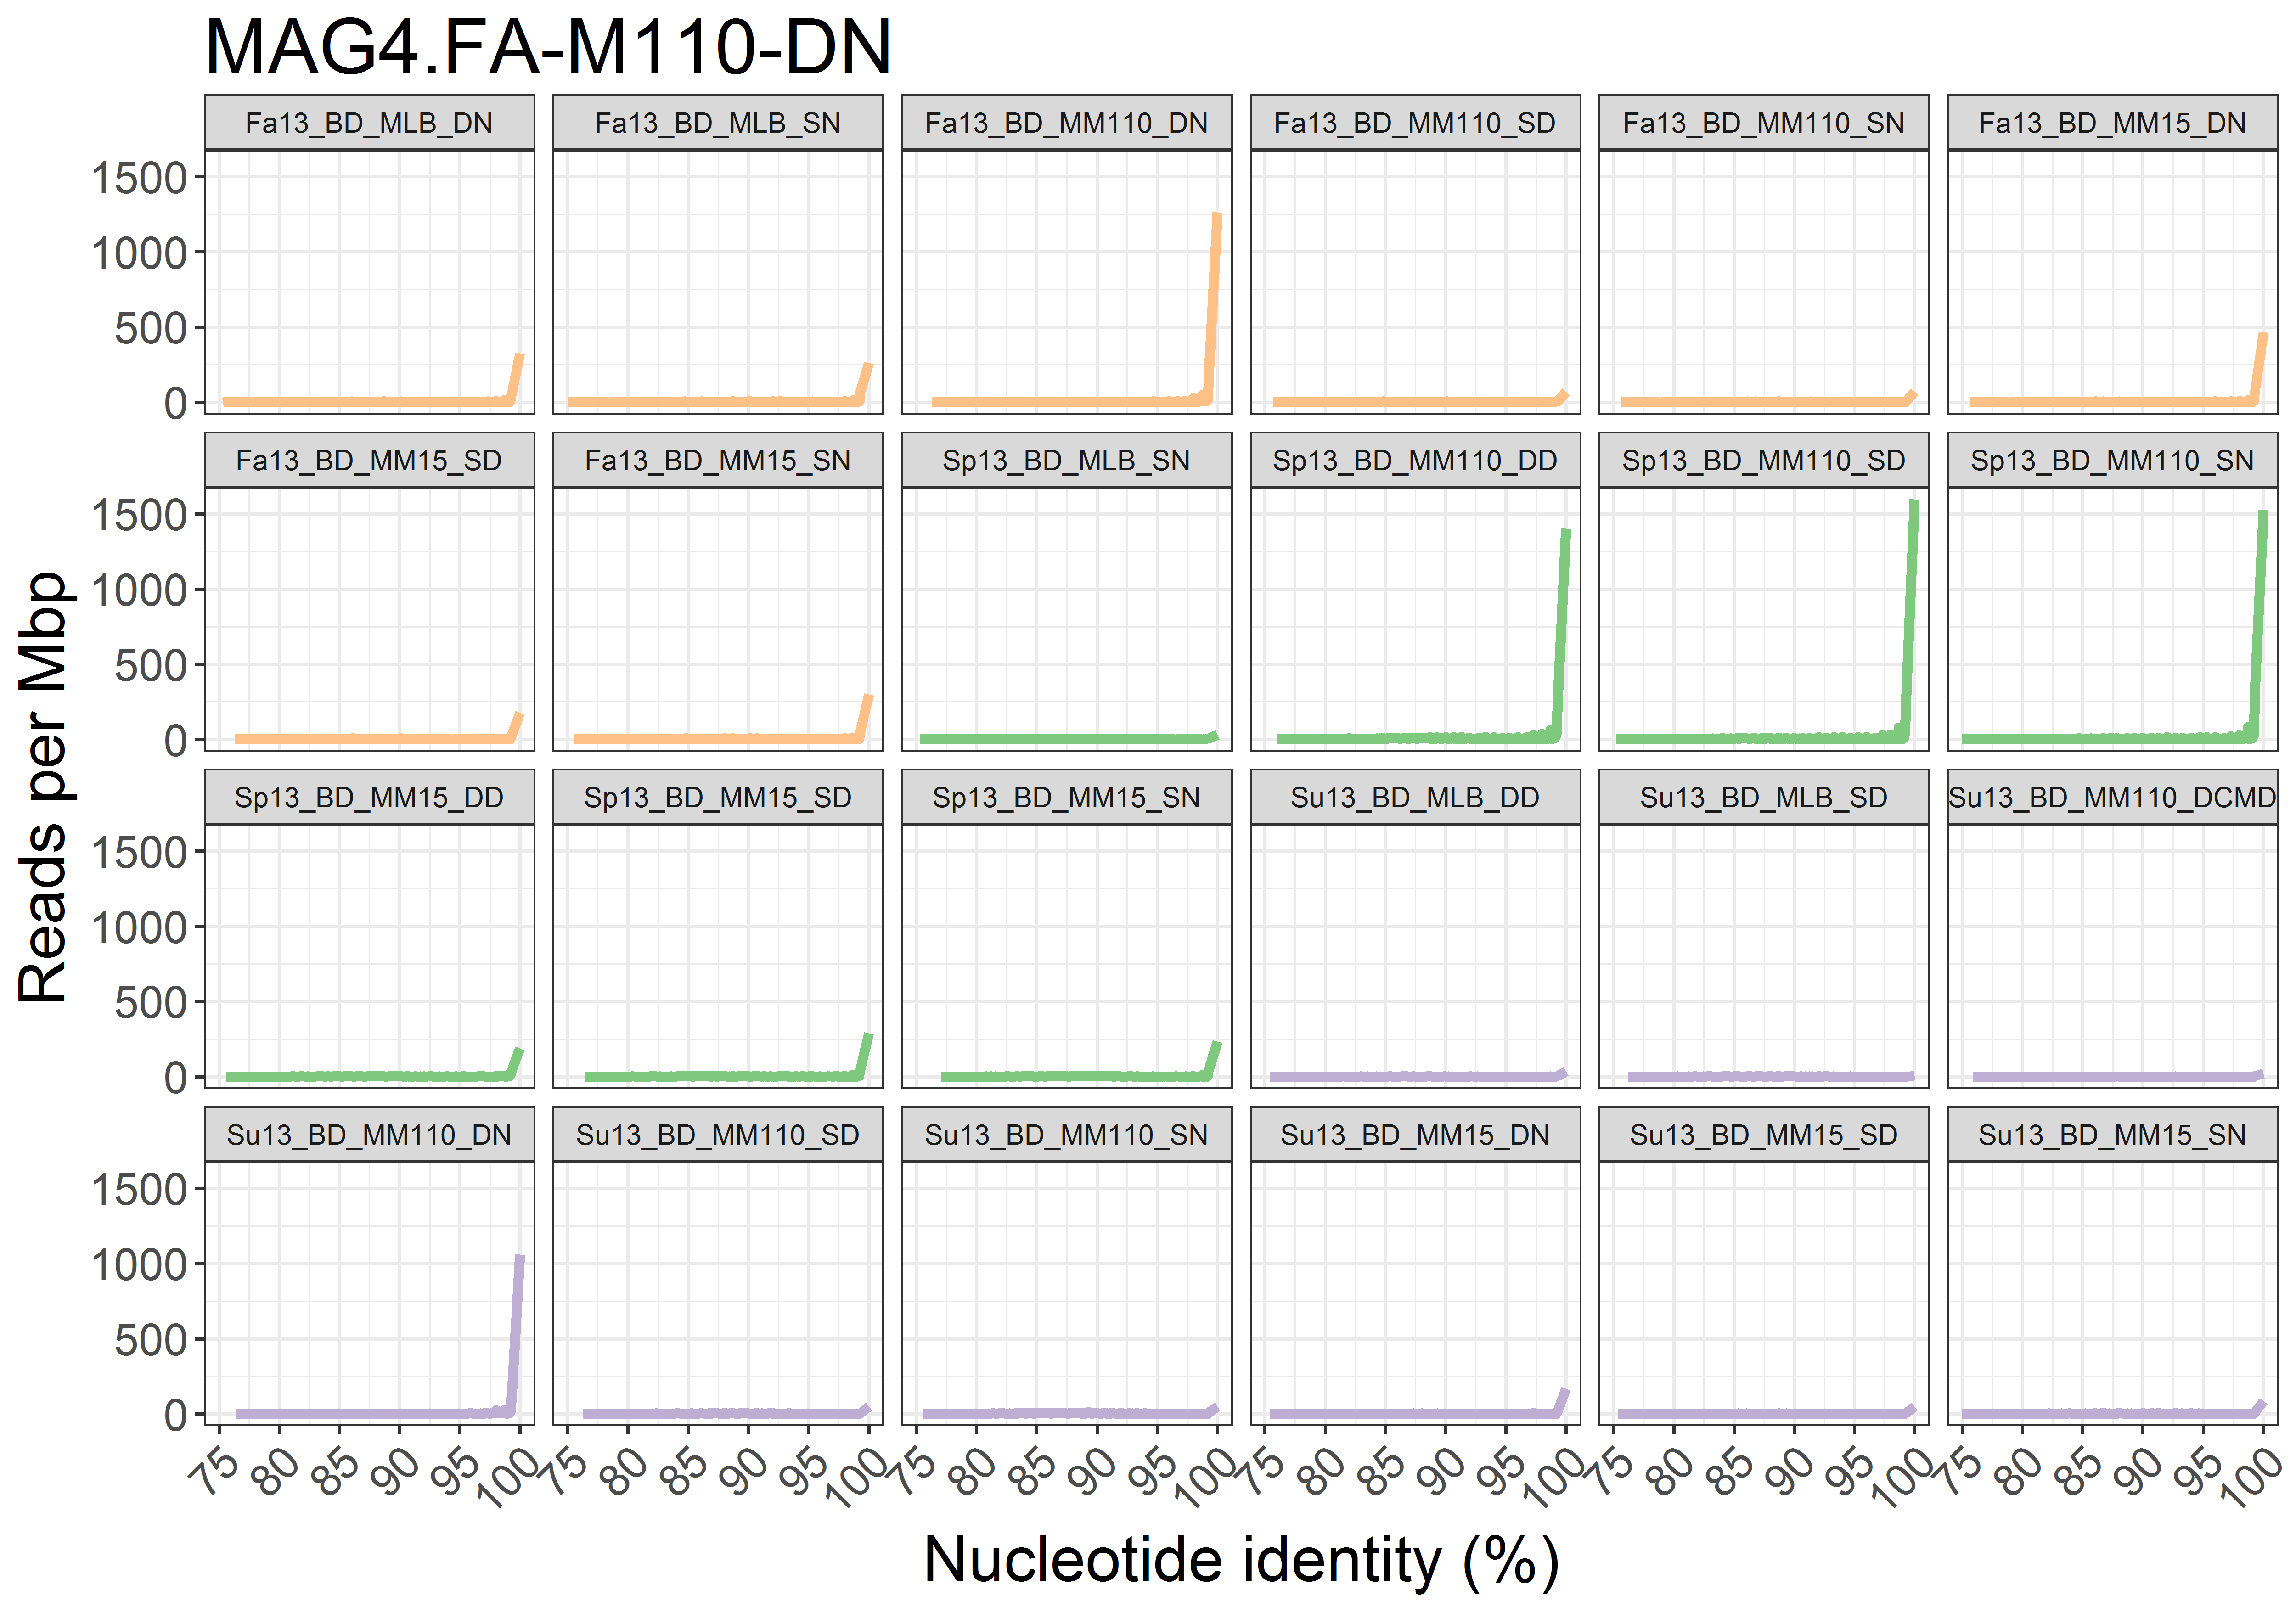 MAG4.FA-M110-DN
Fa13_BD_MLB_DN Fa13_BD_MLB_SN Fa13_BD_MM110_DN Fa13_BD_MM110_SD Fa13_BD_MM110_SN Fa13_BD_MM15_DN
1500
1000
500
0
Fa13_BD_MM15_SD Fa13_BD_MM15_SN Sp13_BD_MLB_SN Sp13_BD_MM110_DD Sp13_BD_MM110_SD Sp13_BD_MM110_SN
1500
1000
500
0
Sp13_BD_MM15_DD Sp13_BD_MM15_SD Sp13_BD_MM15_SN Su13_BD_MLB_DD Su13_BD_MLB_SD Su13_BD_MM110_DCMD
1500
1000
500
0
Su13_BD_MM110_DN Su13_BD_MM110_SD Su13_BD_MM110_SN Su13_BD_MM15_DN Su13_BD_MM15_SD Su13_BD_MM15_SN
1500
1000
500
0
75 80 85 90 95 100 75 80 85 90 95 100 75 80 85 90 95 100 75 80 85 90 95 100 75 80 85 90 95 100 75 80 85 90 95 100
Nucleotide identity (%)
Reads per Mbp